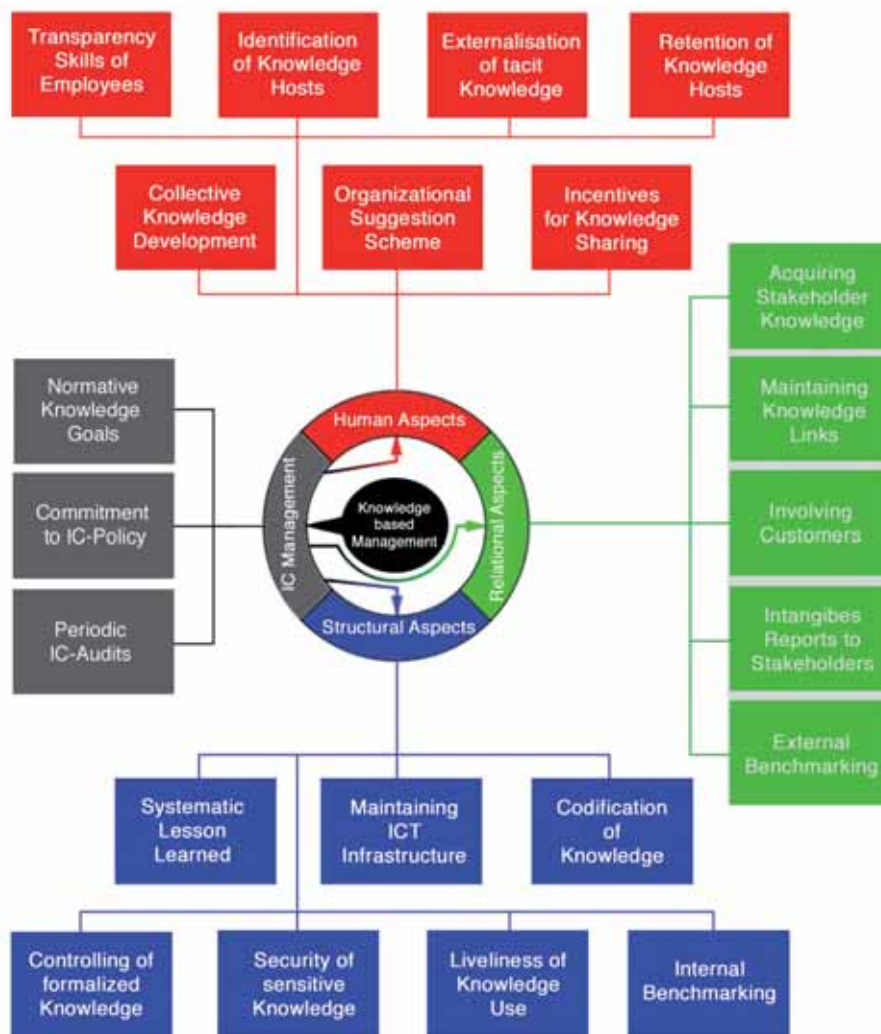 Transparency
Skills of
Employees
Identification
of Knowledge
Hosts
Externalisation
of tacit
Knowledge
Retention of
Knowledge
Hosts
Collective
Knowledge
Development
Organizational
Suggestion
Scheme
Incentives
for Knowledge
Sharing
Acquiring
Stakeholder
Knowledge
Maintaining
Knowledge
Links
Involving
Customers
Intangibes
Reports to
Stakeholders
External
Benchmarking
Normative
Knowledge
Goals
Commitment
to IC-Policy
Periodic
IC-Audits
Human Aspects
IC Management
Knowledge
based
Management
Relational Aspects
Structural Aspects
Systematic
Lesson
Learned
Maintaining
ICT
Infrastructure
Codification
of
Knowledge
Controlling of
formalized
Knowledge
Security of
sensitive
Knowledge
Liveliness of
Knowledge
Use
Internal
Benchmarking